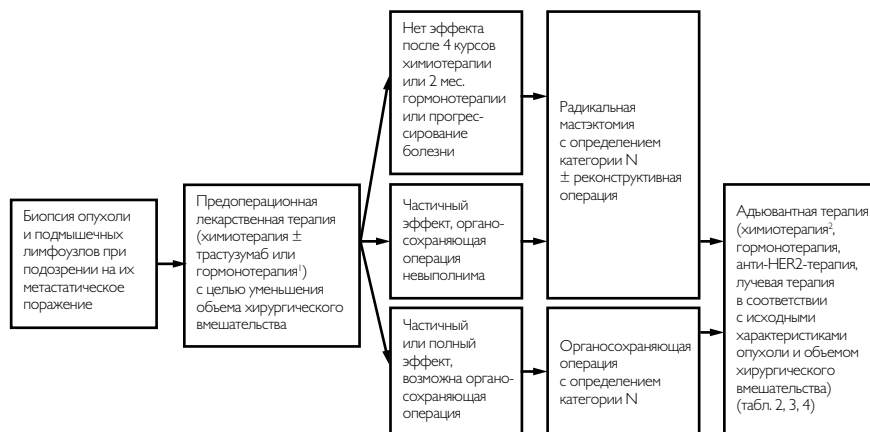 Биопсия опухоли
и подмышечных
лимфоузлов при
подозрении на их
метастатическое
поражение
Предоперационная
лекарственная терапия
(химиотерапия ±
трастузумаб или
гормонотерапия¹)
с целью уменьшения
объема хирургического
вмешательства
Нет эффекта
после 4 курсов
химиотерапии
или 2 мес.
гормонотерапии
или прогрес-
сирование
болезни
Частичный
эффект, органо-
сохраняющая
операция
невыполнима
Частичный
или полный
эффект,
возможна органо-
сохраняющая
операция
Радикальная
мастэктомия
с определением
категории N
± реконструктивная
операция
Органосохраняющая
операция
с определением
категории N
Адъювантная терапия
(химиотерапия²,
гормонотерапия,
анти-HER2-терапия,
лучевая терапия
в соответствии
с исходными
характеристиками
опухоли и объемом
хирургического
вмешательства)
(табл. 2, 3, 4)